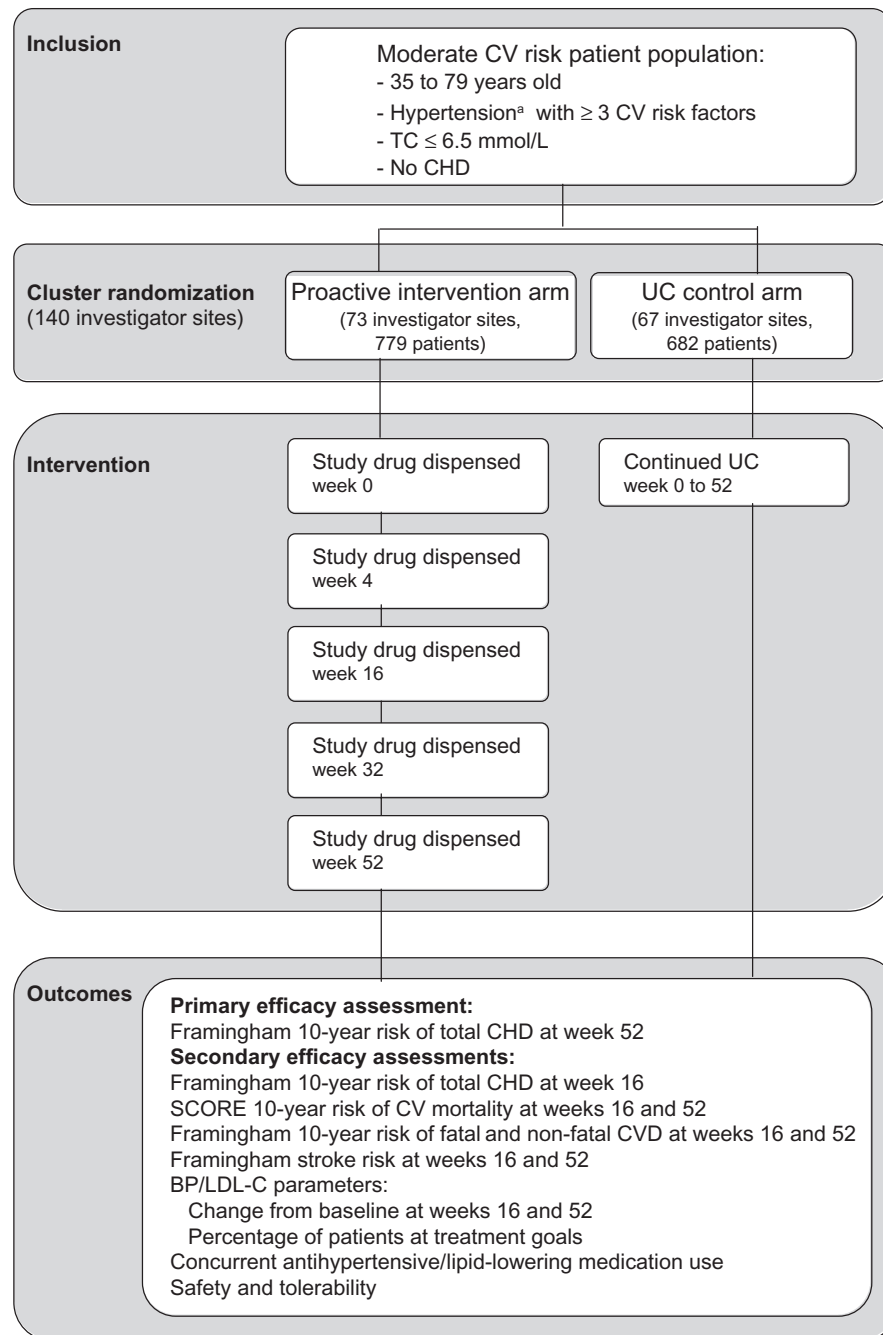 Inclusion
Moderate CV risk patient population:
- 35 to 79 years old
- Hypertensionᵃ with ≥ 3 CV risk factors
- TC ≤ 6.5 mmol/L
- No CHD
Cluster randomization
(140 investigator sites)
Proactive intervention arm
(73 investigator sites,
779 patients)
UC control arm
(67 investigator sites,
682 patients)
Intervention
Study drug dispensed
week 0
Continued UC
week 0 to 52
Study drug dispensed
week 4
Study drug dispensed
week 16
Study drug dispensed
week 32
Study drug dispensed
week 52
Outcomes
Primary efficacy assessment:
Framingham 10-year risk of total CHD at week 52
Secondary efficacy assessments:
Framingham 10-year risk of total CHD at week 16
SCORE 10-year risk of CV mortality at weeks 16 and 52
Framingham 10-year risk of fatal and non-fatal CVD at weeks 16 and 52
Framingham stroke risk at weeks 16 and 52
BP/LDL-C parameters:
Change from baseline at weeks 16 and 52
Percentage of patients at treatment goals
Concurrent antihypertensive/lipid-lowering medication use
Safety and tolerability